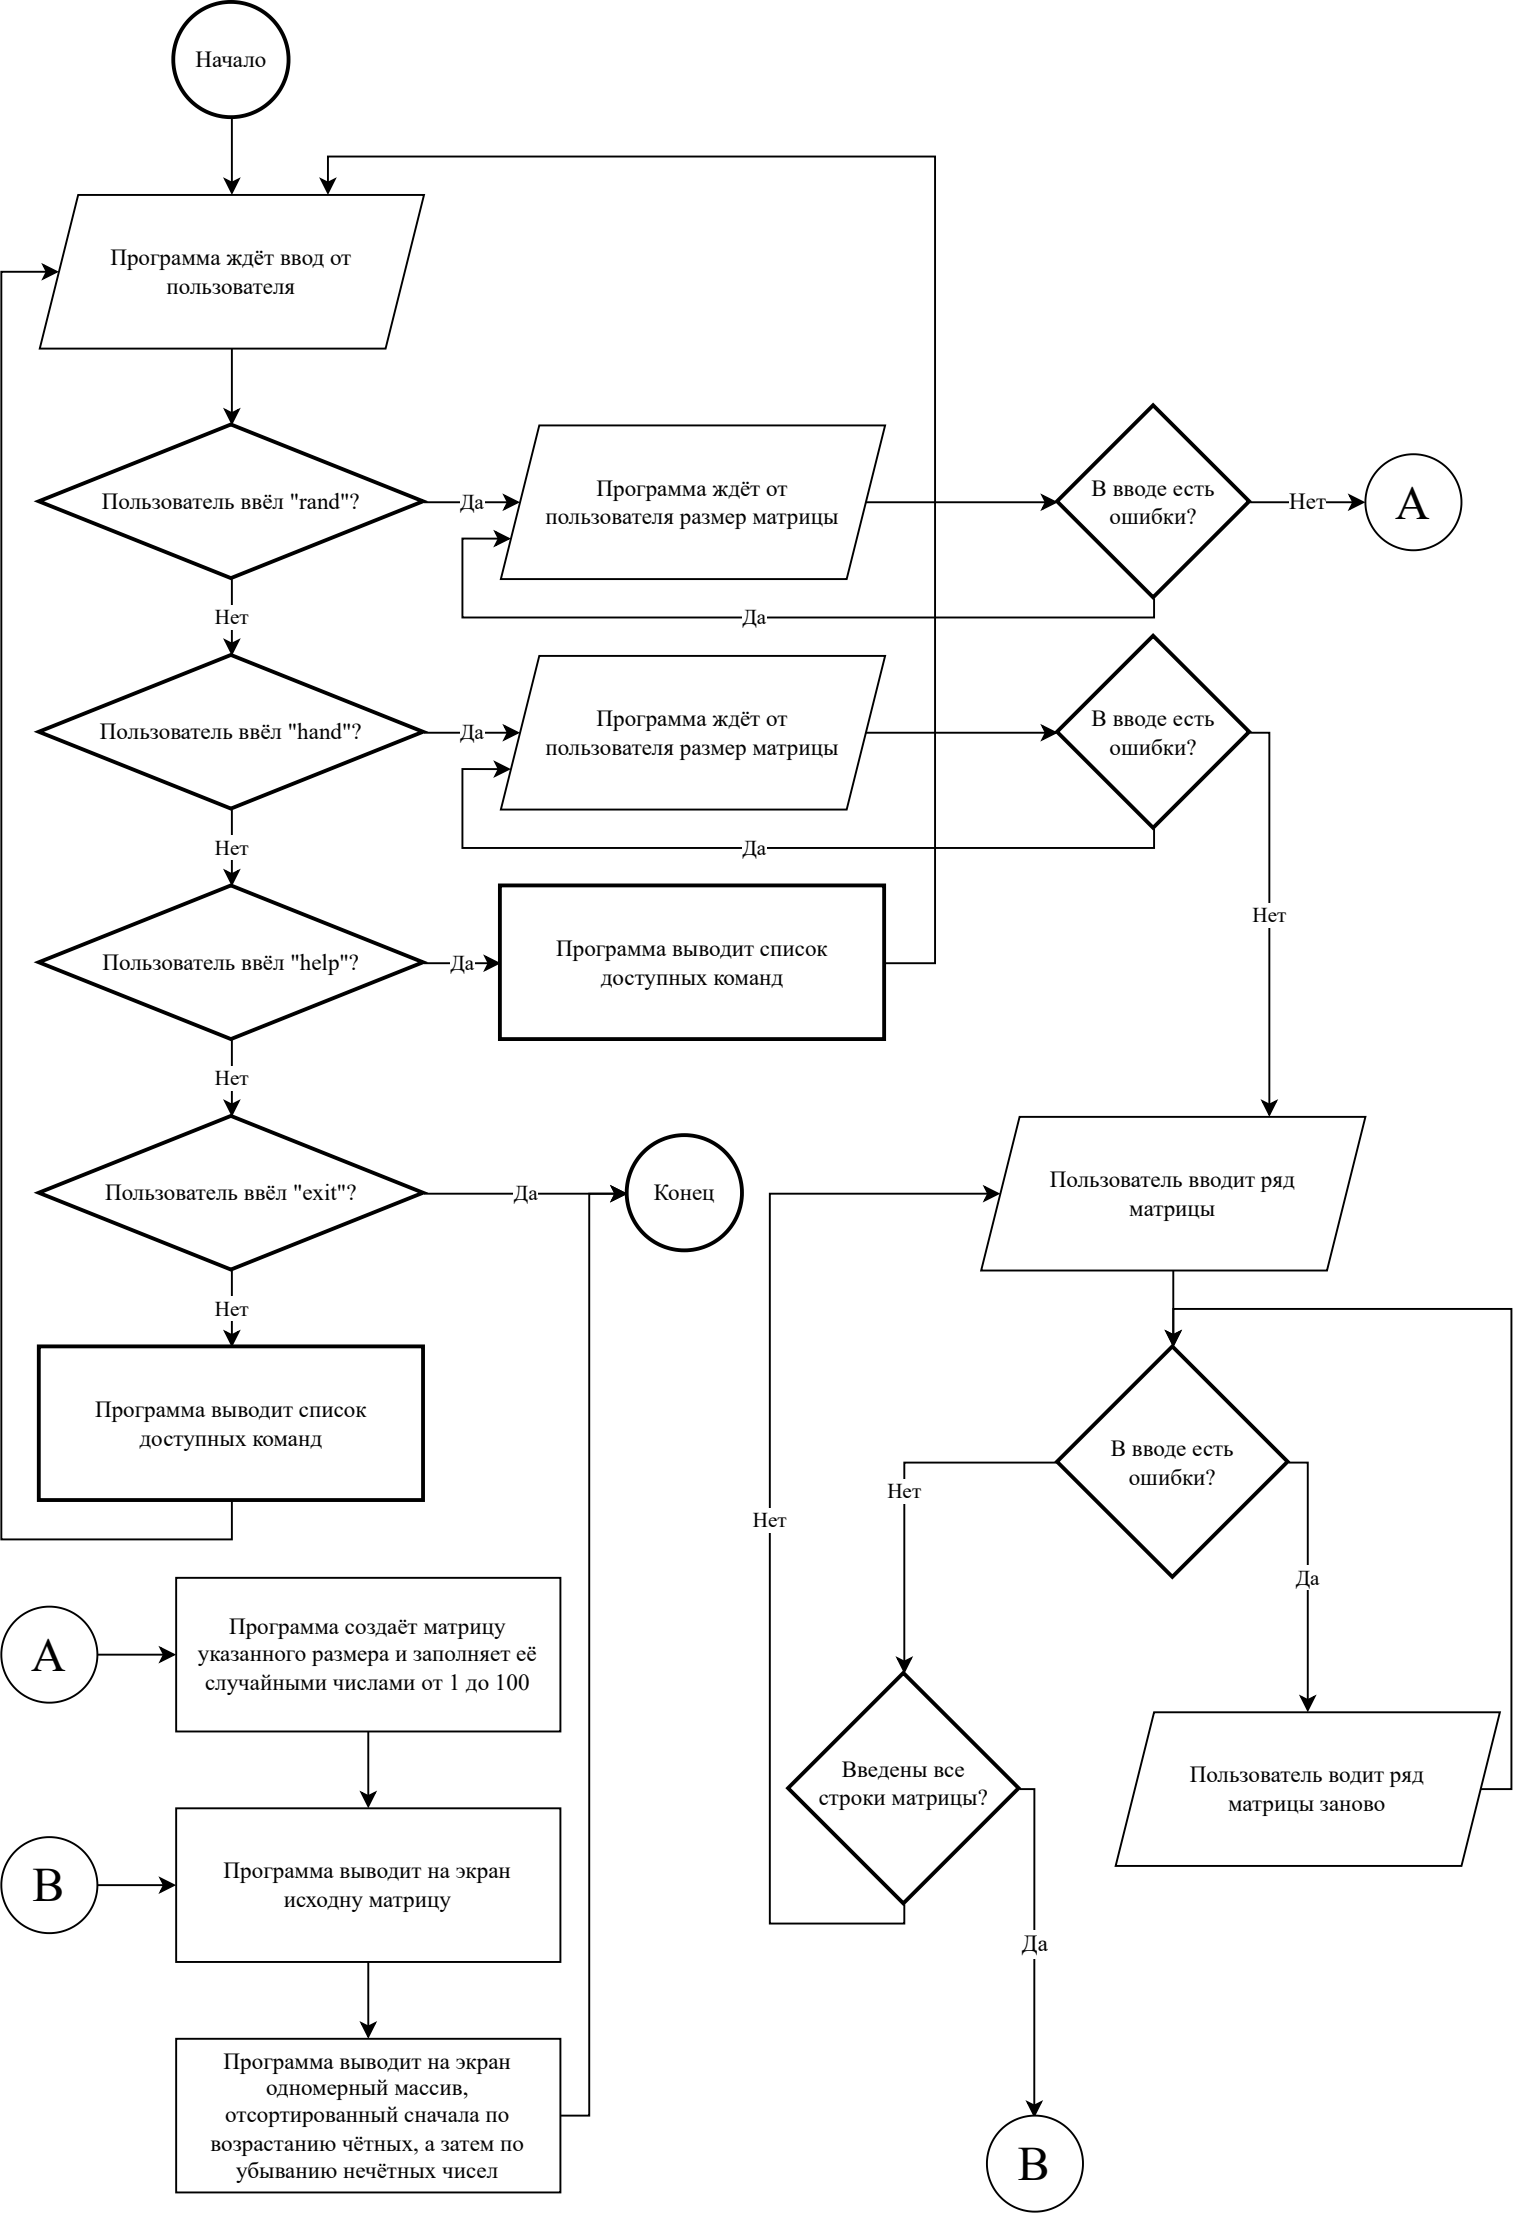 Начало
Программа ждёт ввод от
пользователя
Пользователь ввёл "rand"?
Да
Программа ждёт от
пользователя размер матрицы
В вводе есть
ошибки?
Нет
A
Да
Нет
Пользователь ввёл "hand"?
Да
Программа ждёт от
пользователя размер матрицы
В вводе есть
ошибки?
Да
Нет
Нет
Пользователь ввёл "help"?
Да
Программа выводит список
доступных команд
Нет
Пользователь ввёл "exit"?
Да
Конец
Нет
Программа выводит список
доступных команд
Пользователь вводит ряд
матрицы
В вводе есть
ошибки?
Нет
Да
Нет
Введены все
строки матрицы?
Пользователь водит ряд
матрицы заново
Да
B
A
Программа создаёт матрицу
указанного размера и заполняет её
случайными числами от 1 до 100
B
Программа выводит на экран
исходну матрицу
Программа выводит на экран
одномерный массив,
отсортированный сначала по
возрастанию чётных, а затем по
убыванию нечётных чисел